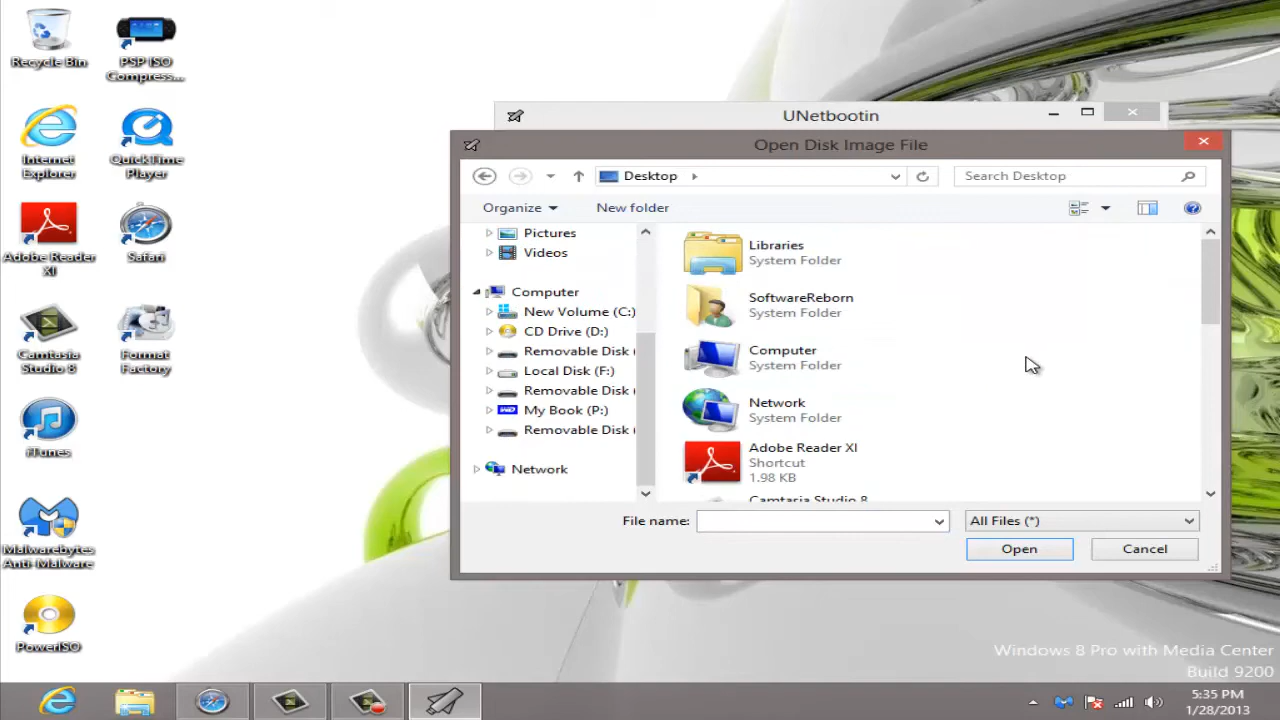 Recycle Bin
PSP ISO
Compress...
Internet
Explorer
QuickTime
Player
Adobe Reader
XI
Safari
Camtasia
Studio 8
Format
Factory
iTunes
Malwarebytes
Anti-Malware
PowerISO
UNetbootin
Open Disk Image File
Desktop
Search Desktop
Organize
New folder
Pictures
Videos
Computer
New Volume (C:)
CD Drive (D:)
Removable Disk (
Local Disk (F:)
Removable Disk (
My Book (P:)
Removable Disk (
Network
Libraries
System Folder
SoftwareReborn
System Folder
Computer
System Folder
Network
System Folder
Adobe Reader XI
Shortcut
1.98 KB
Camtasia Studio 8
File name:
All Files (*)
Open
Cancel
Windows 8 Pro with Media Center
Build 9200
5:35 PM
1/28/2013